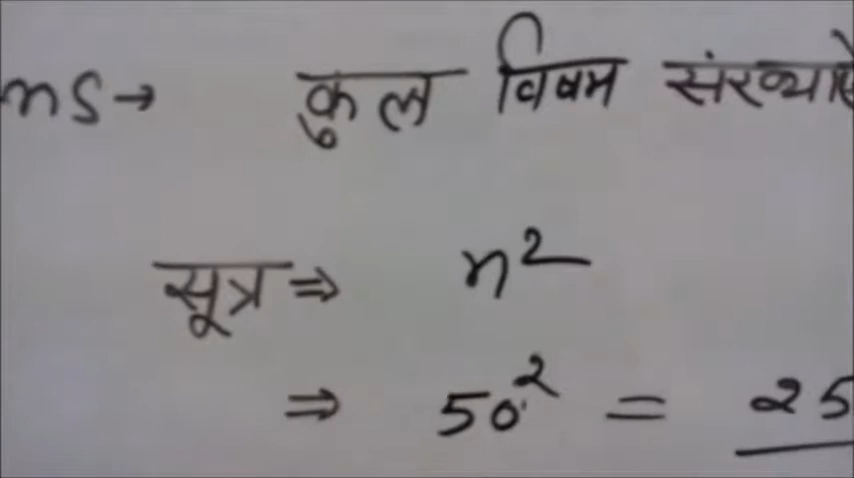 ns → कुल विषम संख्याऐ
सूत्र ⇒ n²
⇒ 50² = 25